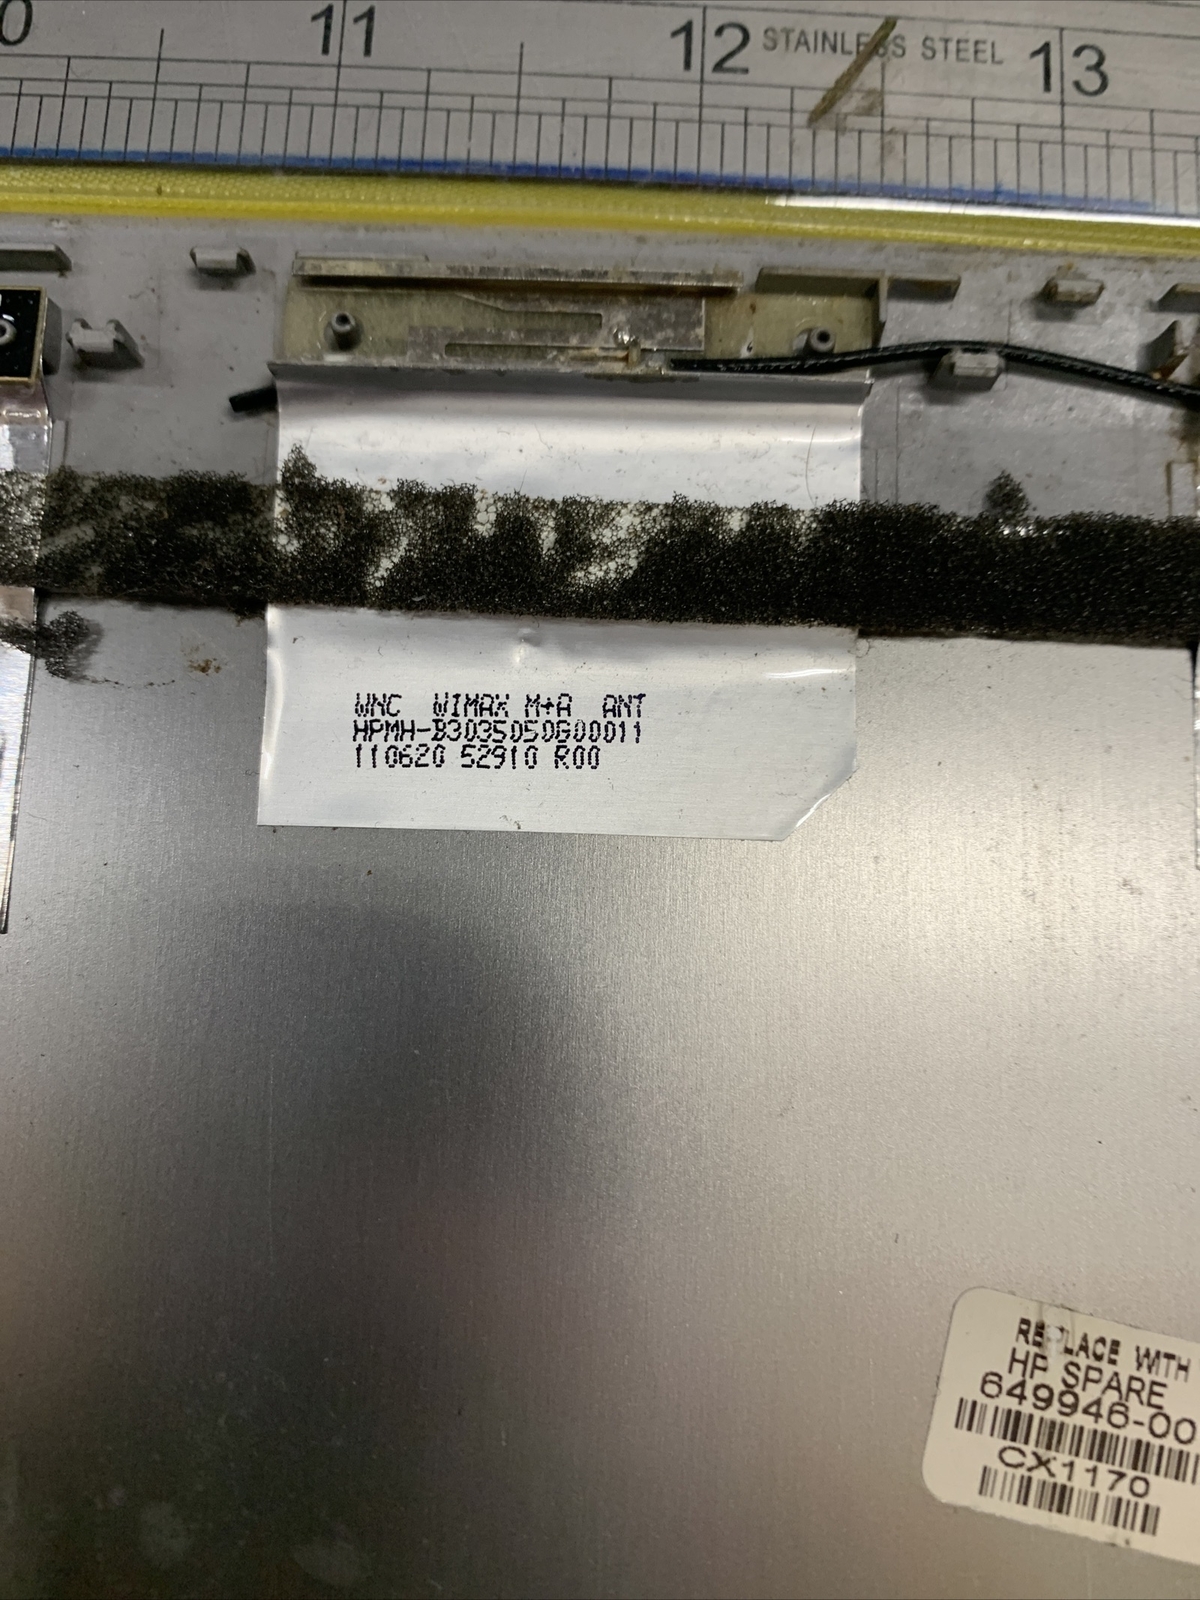 0 11 12 STAINLESS STEEL 13
WNC WIMAX M+A ANT
HPMH-B3035050G00011
110620 52910 R00
REPLACE WITH
HP SPARE
649946-00
CX1170